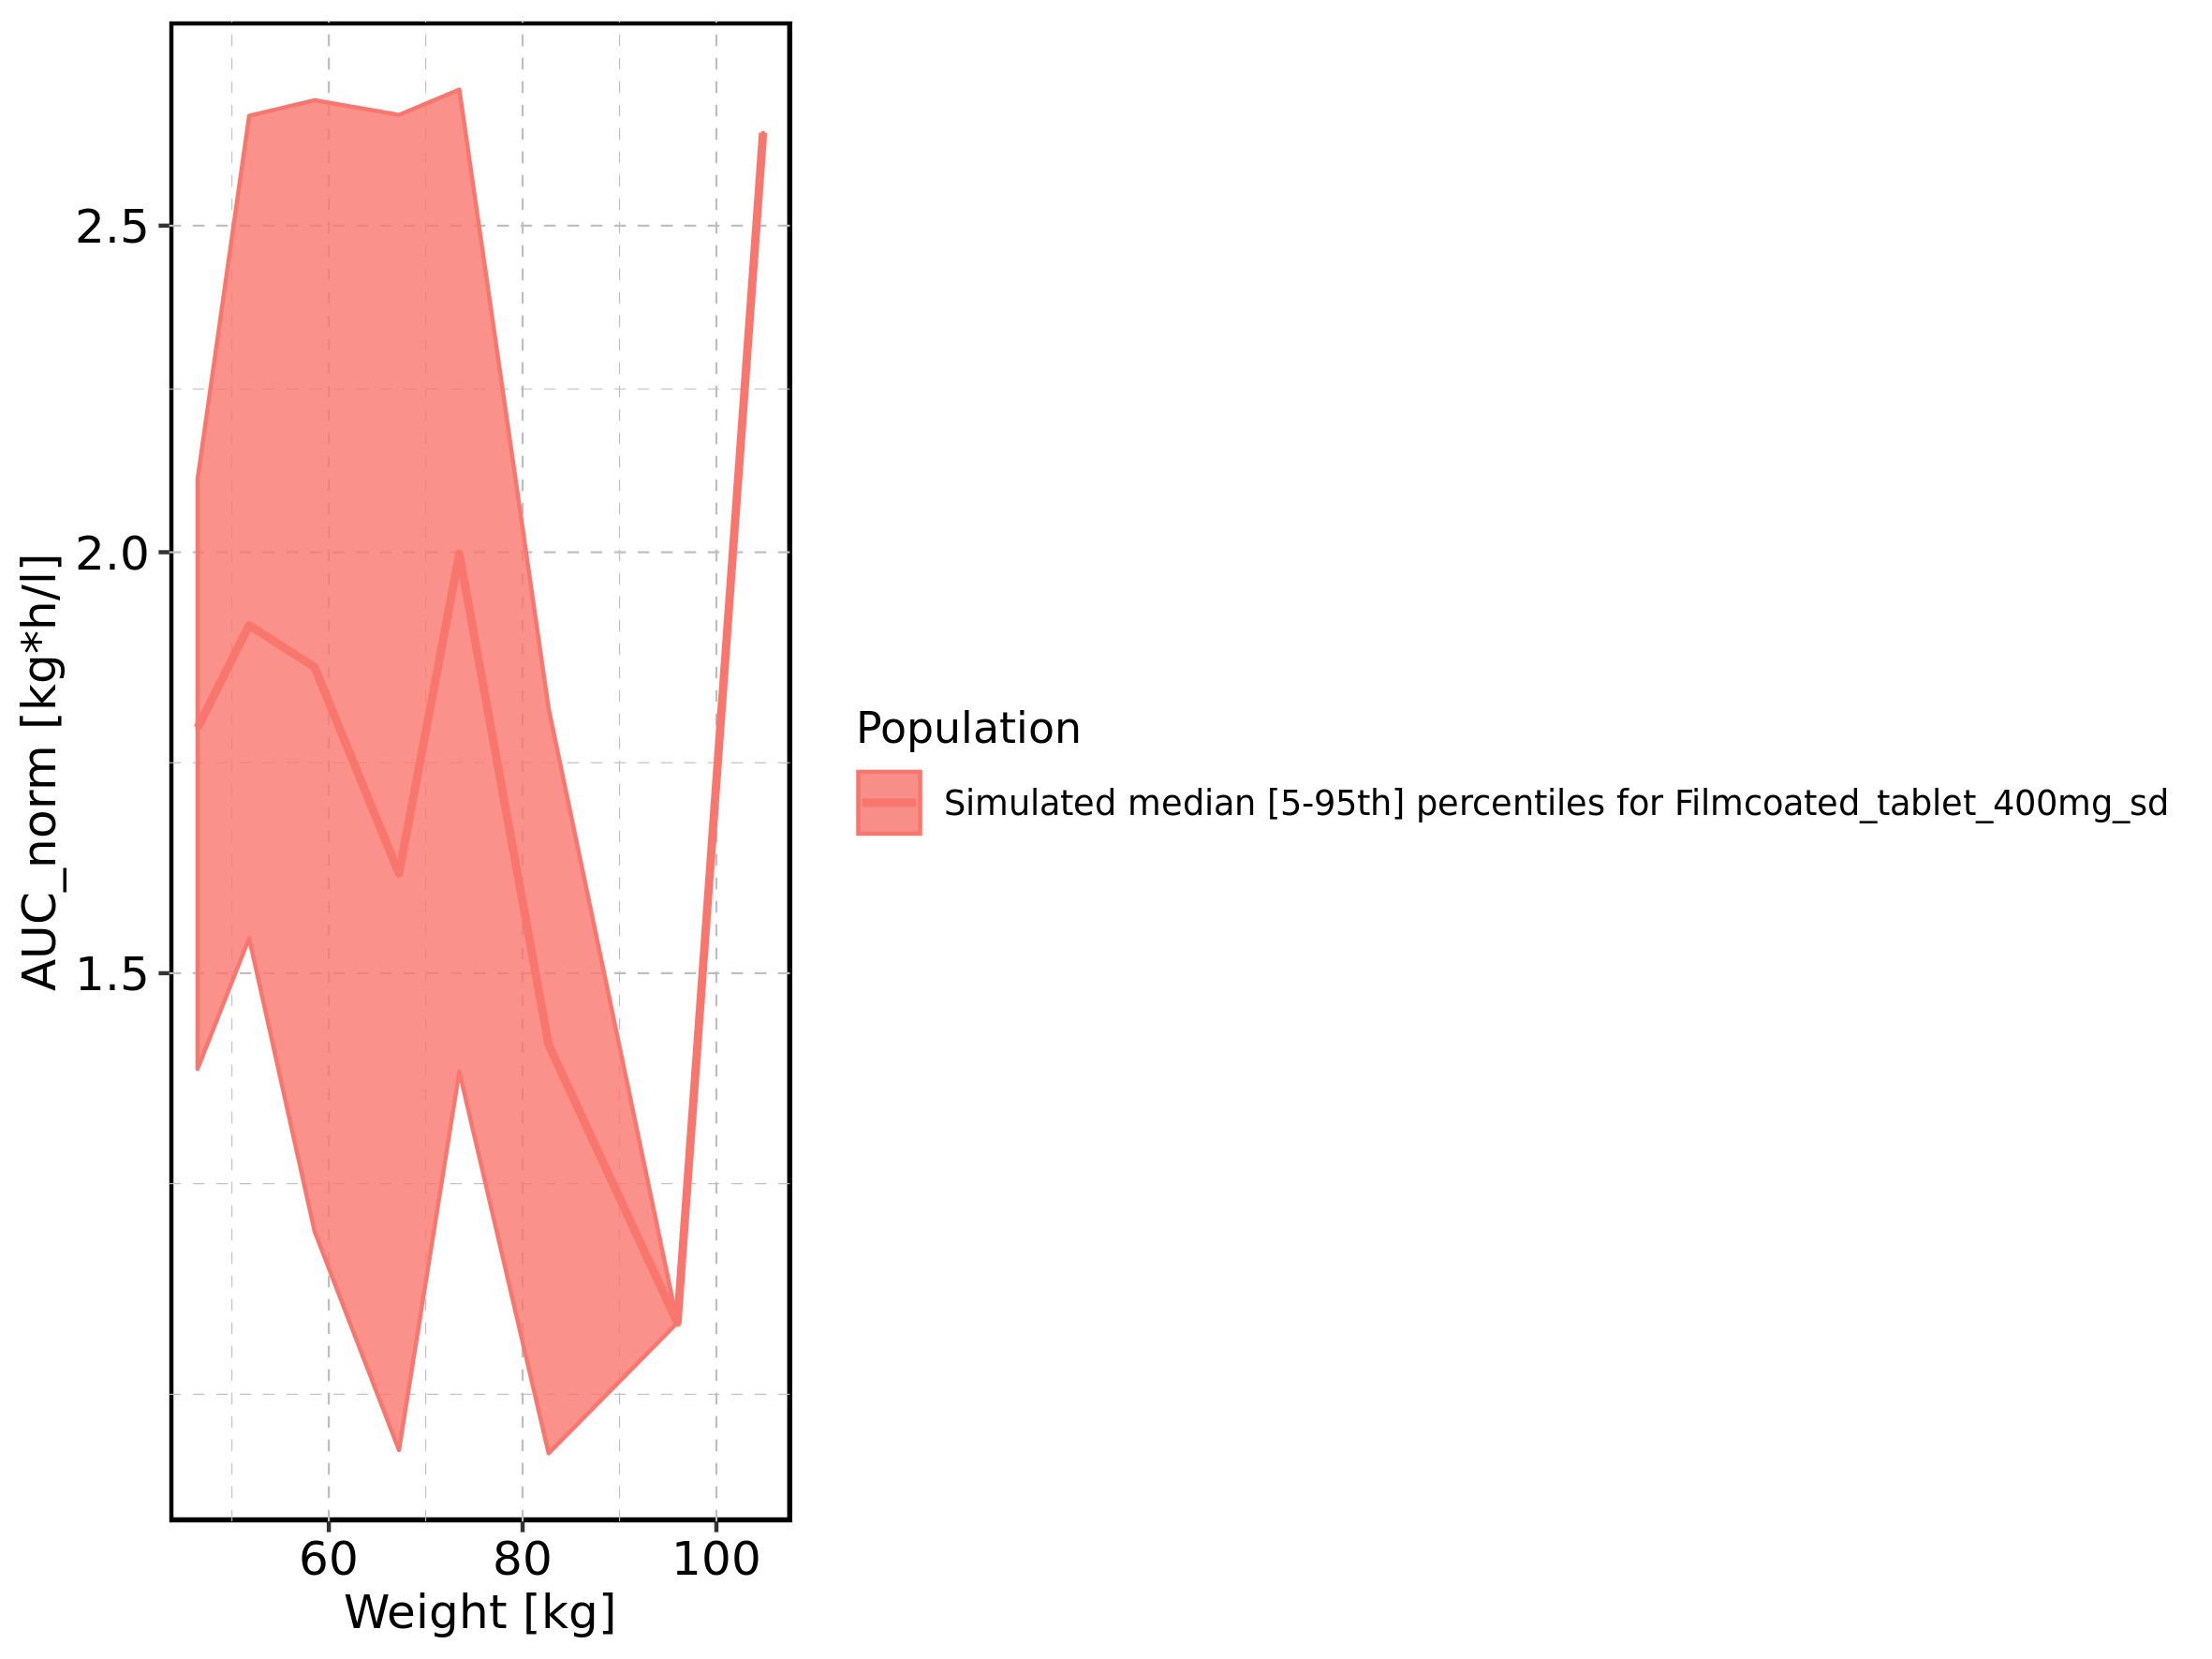 AUC_norm [kg*h/l]
2.5
2.0
1.5
60 80 100
Weight [kg]
Population
Simulated median [5-95th] percentiles for Filmcoated_tablet_400mg_sd